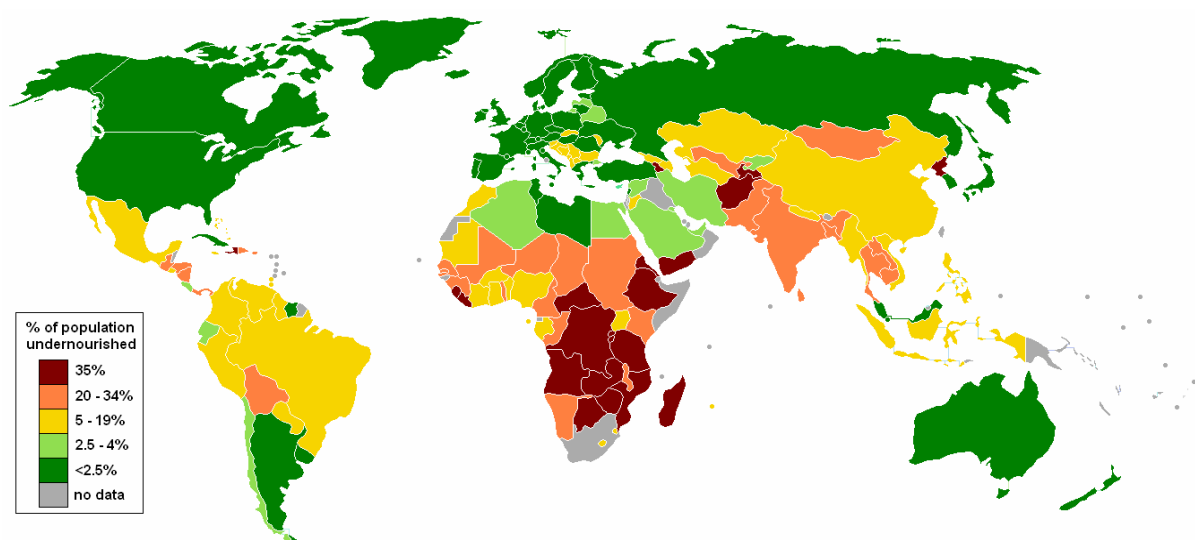 % of population
undernourished
35%
20 - 34%
5 - 19%
2.5 - 4%
<2.5%
no data